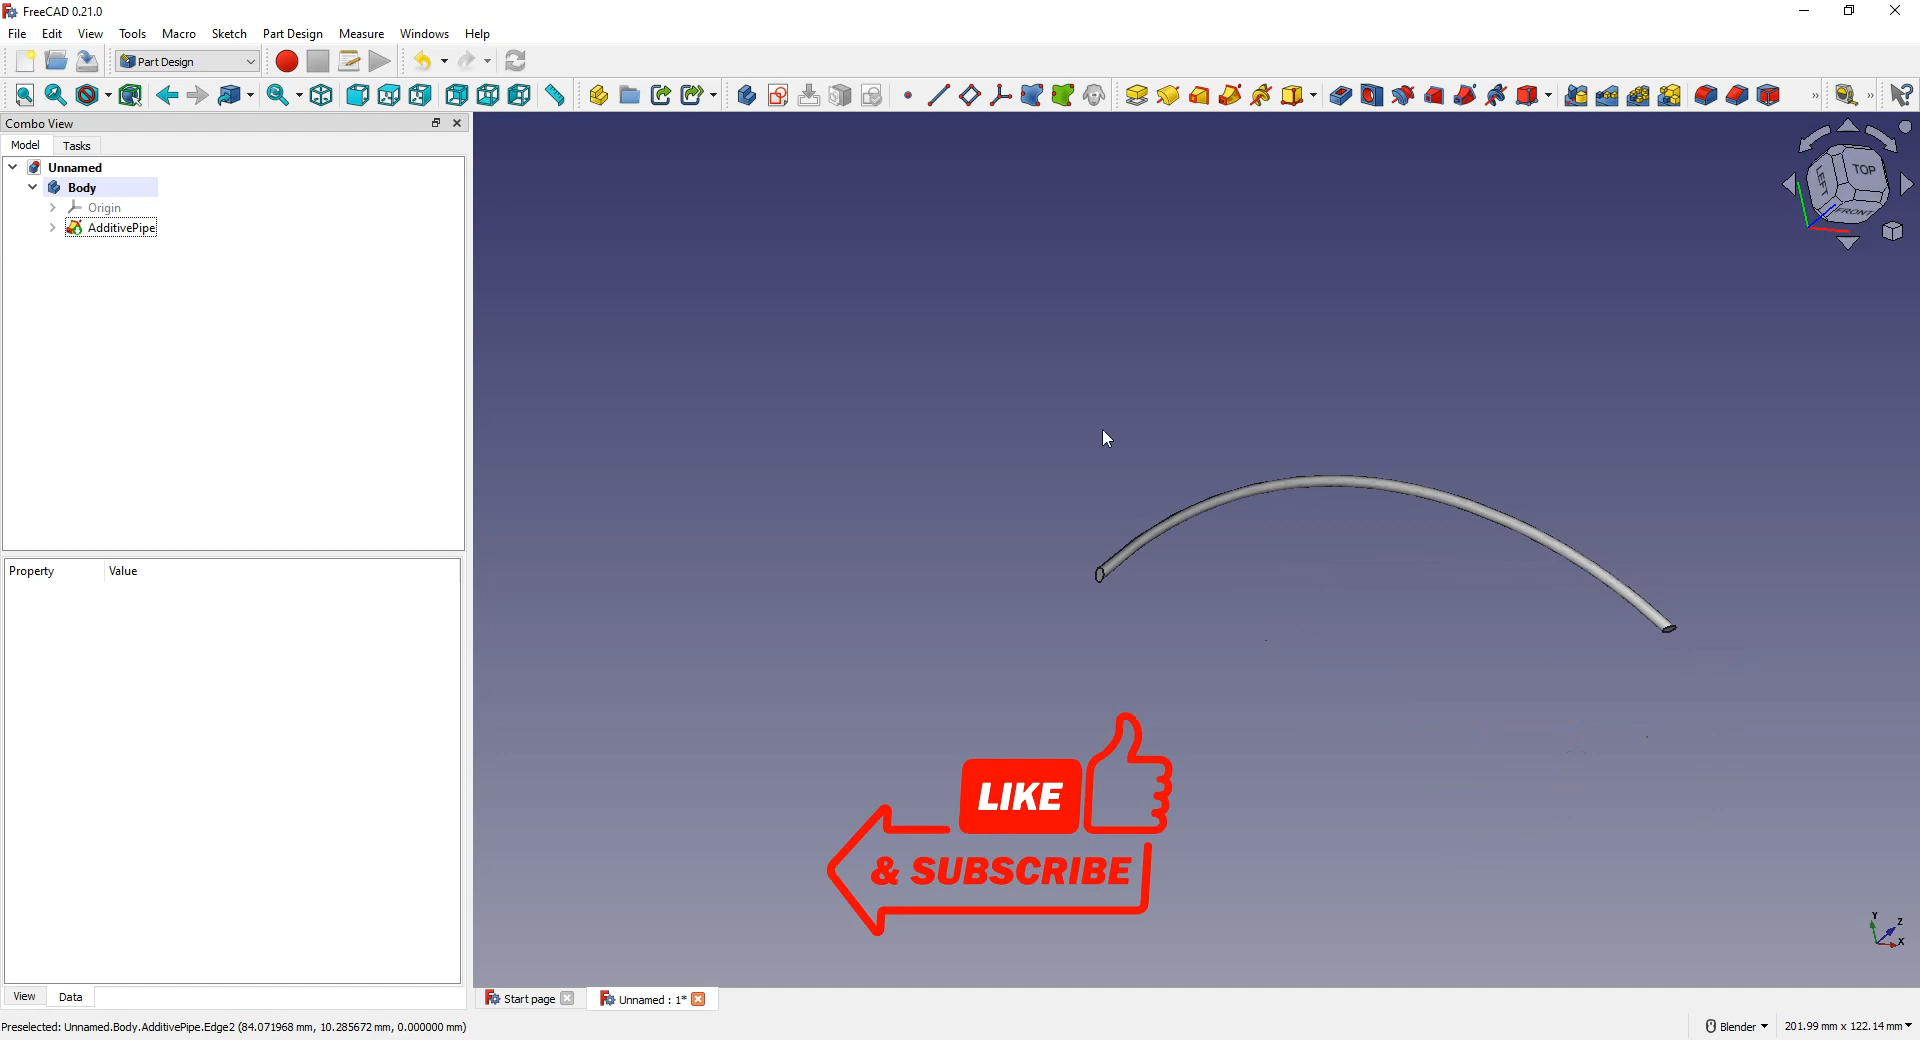 FreeCAD 0.21.0
File Edit View Tools Macro Sketch Part Design Measure Windows Help
Part Design
Combo View
Model Tasks
Unnamed
Body
Origin
AdditivePipe
Property Value
TOP
LEFT
FRONT
LIKE
& SUBSCRIBE
Y
Z
X
View Data
Start page Unnamed : 1*
Preselected: Unnamed.Body.AdditivePipe.Edge2 (84.071968 mm, 10.285672 mm, 0.000000 mm)
Blender 201.99 mm x 122.14 mm